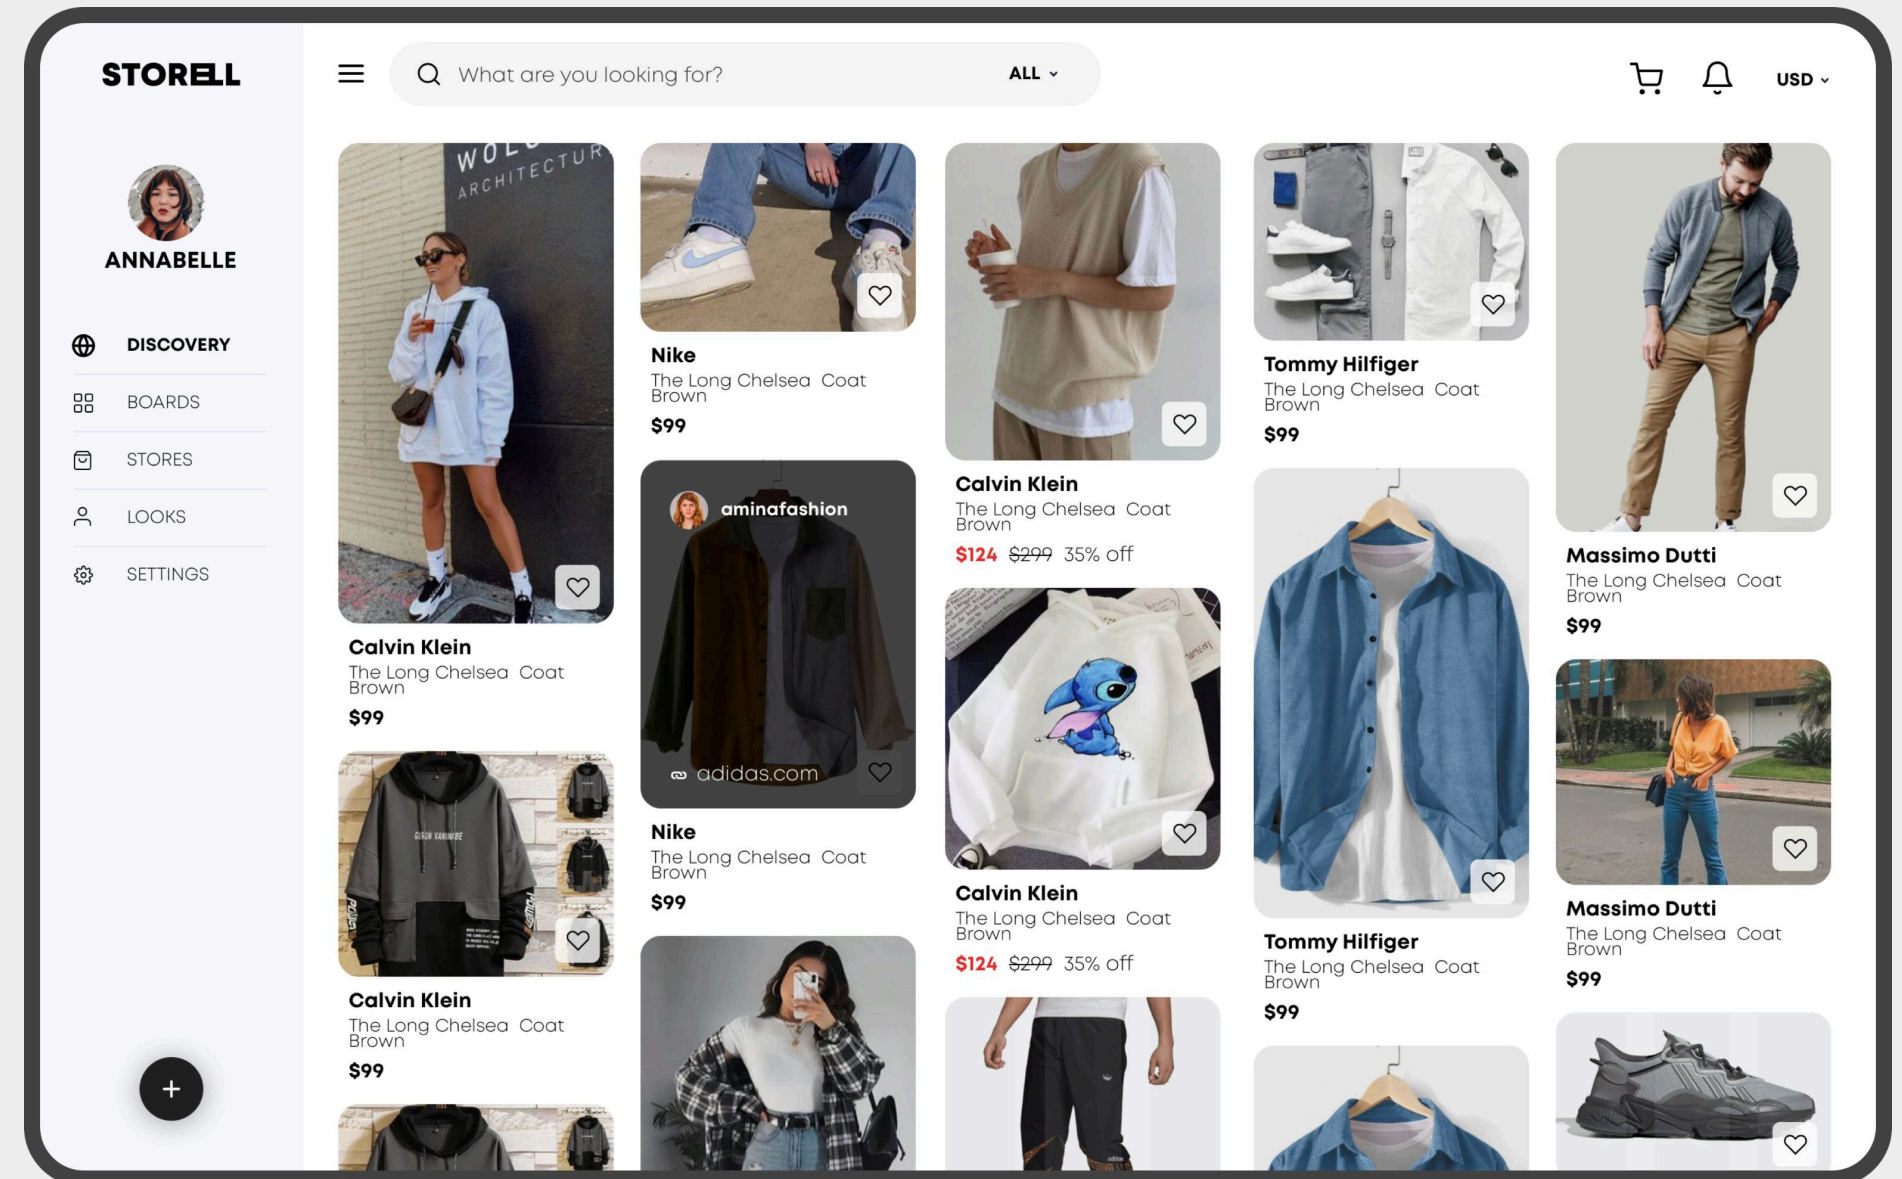 STORELL
What are you looking for?
ALL
USD
ANNABELLE
DISCOVERY
BOARDS
STORES
LOOKS
SETTINGS
ARCHITECTUR
Calvin Klein
The Long Chelsea Coat
Brown
$99
Calvin Klein
The Long Chelsea Coat
Brown
$99
Nike
The Long Chelsea Coat
Brown
$99
aminafashion
adidas.com
Nike
The Long Chelsea Coat
Brown
$99
Calvin Klein
The Long Chelsea Coat
Brown
$124 $299 35% off
Calvin Klein
The Long Chelsea Coat
Brown
$124 $299 35% off
adidas
Tommy Hilfiger
The Long Chelsea Coat
Brown
$99
Tommy Hilfiger
The Long Chelsea Coat
Brown
$99
Massimo Dutti
The Long Chelsea Coat
Brown
$99
Massimo Dutti
The Long Chelsea Coat
Brown
$99